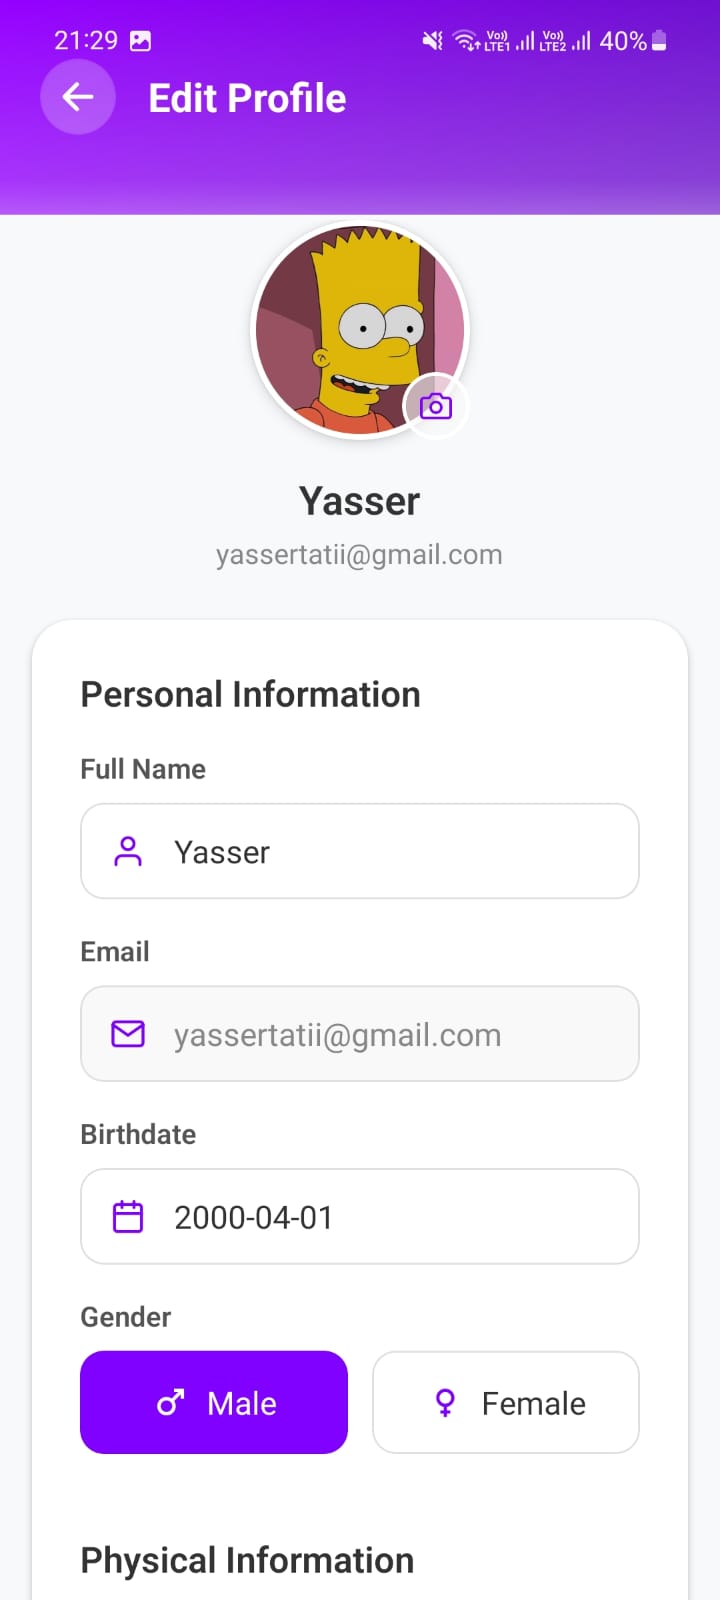 21:29 Vo)) LTE1 Vo)) LTE2 40%
Edit Profile
Yasser
yassertatii@gmail.com
Personal Information
Full Name
Yasser
Email
yassertatii@gmail.com
Birthdate
2000-04-01
Gender
Male Female
Physical Information